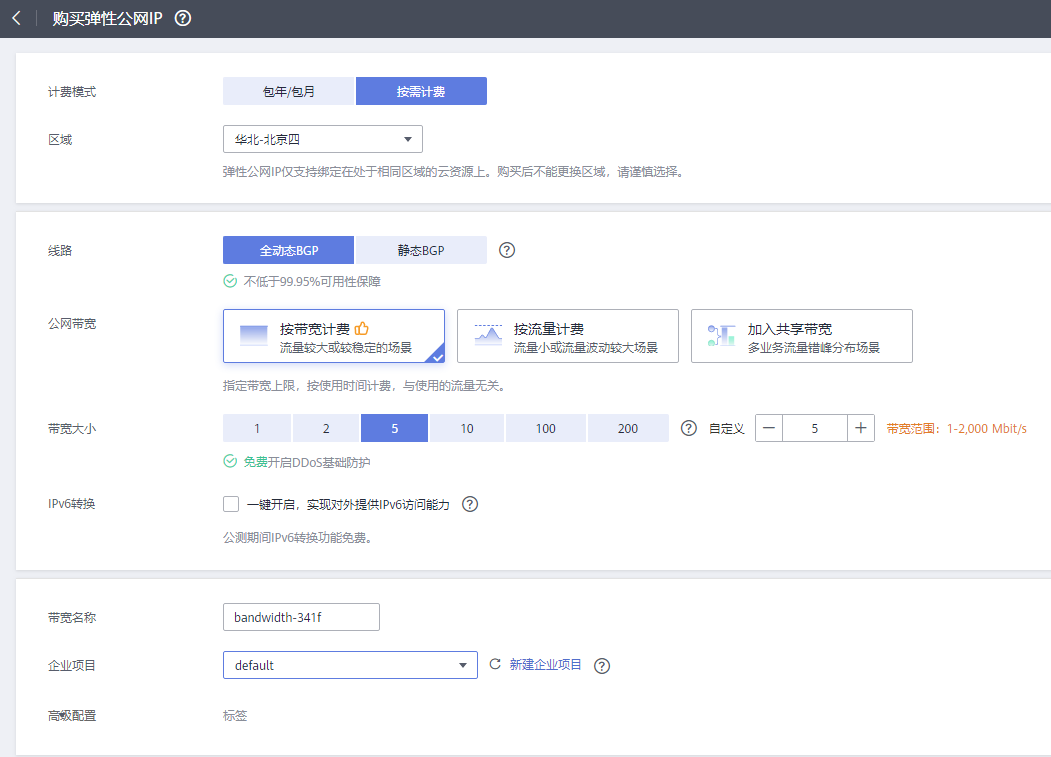 购买弹性公网IP ?
计费模式 包年/包月 按需计费
区域 华北-北京四
弹性公网IP仅支持绑定在处于相同区域的云资源上。购买后不能更换区域，请谨慎选择。
线路 全动态BGP 静态BGP ?
不低于99.95%可用性保障
公网带宽 按带宽计费 按流量计费 加入共享带宽
流量较大或较稳定的场景 流量小或流量波动较大场景 多业务流量错峰分布场景
指定带宽上限，按使用时间计费，与使用的流量无关。
带宽大小 1 2 5 10 100 200 ? 自定义 — 5 + 带宽范围：1-2,000 Mbit/s
免费开启DDoS基础防护
IPv6转换 一键开启，实现对外提供IPv6访问能力 ?
公测期间IPv6转换功能免费。
带宽名称 bandwidth-341f
企业项目 default 新建企业项目 ?
高级配置 标签